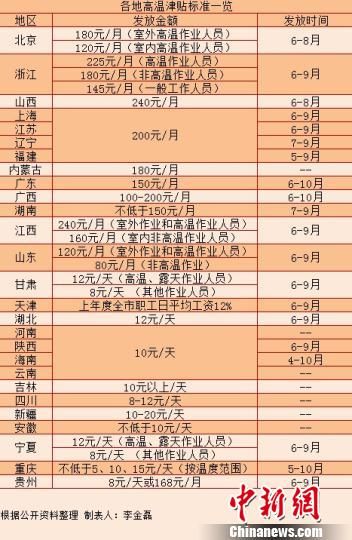 各地高温津贴标准一览
地区 发放金额 发放时间
北京 180元/月（室外高温作业人员） 6-8月
120元/月（室内高温作业人员）
浙江 225元/月（高温作业人员） 6-9月
180元/月（非高温作业人员）
145元/月（一般工作人员）
山西 240元/月 6-8月
上海 200元/月 6-9月
江苏 6-9月
辽宁 7-9月
福建 5-9月
内蒙古 180元/月 --
广东 150元/月 6-10月
广西 100-200元/月 6-10月
湖南 不低于150元/月 7-9月
江西 240元/月（室外作业和高温作业人员） 6-9月
160元/月（室内非高温作业人员）
山东 120元/月（室外作业和高温作业人员） 6-9月
80元/月（非高温作业）
甘肃 12元/天（高温、露天作业人员） 6-9月
8元/天 （其他作业人员）
天津 上年度全市职工日平均工资12% 6-9月
湖北 12元/天 6-9月
河南 10元/天 --
陕西 6-9月
海南 4-10月
云南 --
吉林 10元以上/天 --
四川 8-12元/天 --
新疆 10-20元/天 --
安徽 不低于10元/天 --
宁夏 12元/天（高温、露天作业人员） 6-9月
8元/天 （其他作业人员）
重庆 不低于5、10、15元/天（按温度范围） 5-10月
贵州 8元/天或168元/月 6-9月
根据公开资料整理 制表人：李金磊
中新网
Chinanews.com